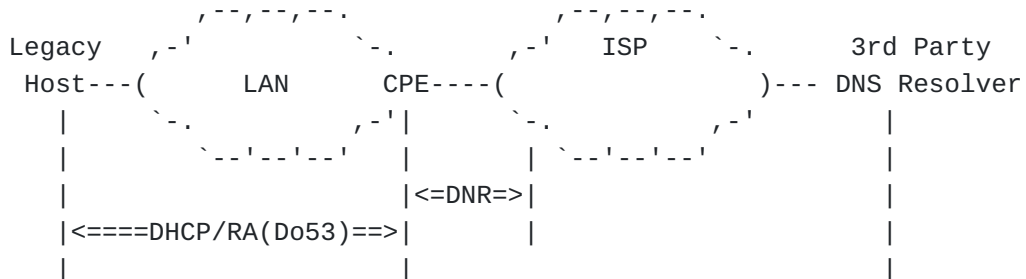 Legacy ISP 3rd Party
Host---( LAN CPE----( )--- DNS Resolver
|<=DNR=>|
|<====DHCP/RA(Do53)==>| | |